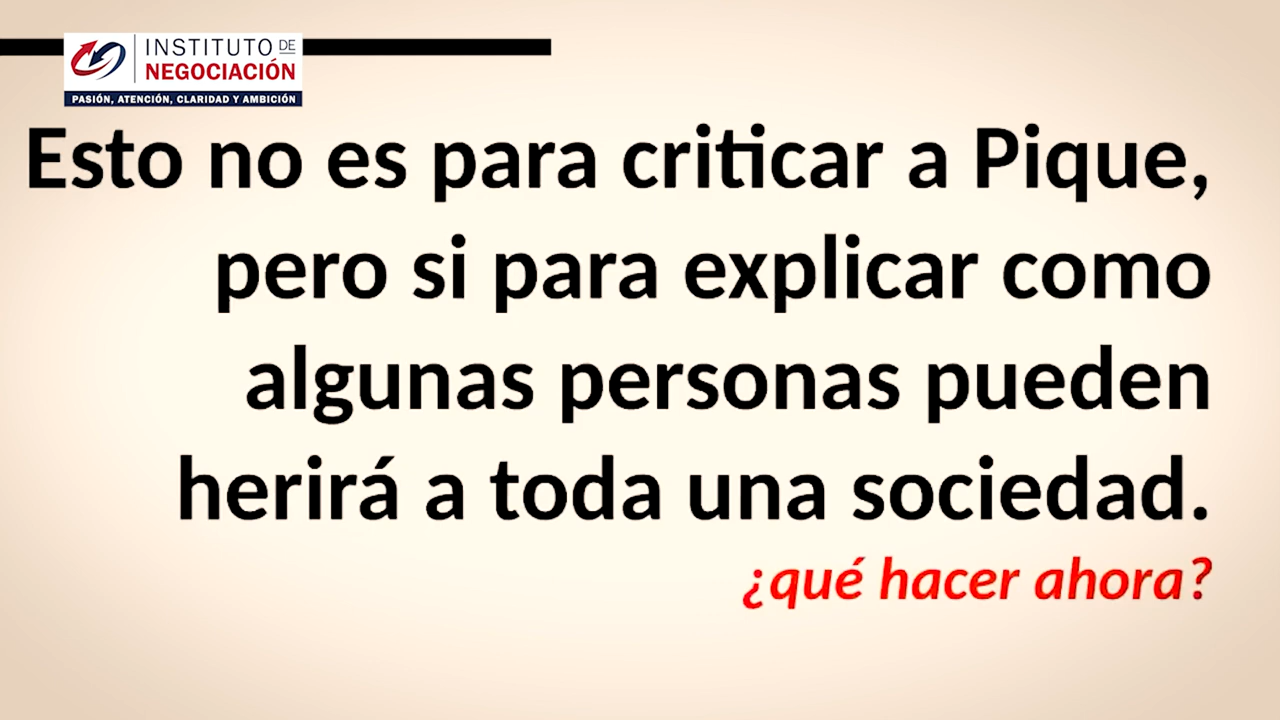 INSTITUTO DE
NEGOCIACIÓN
PASIÓN, ATENCIÓN, CLARIDAD Y AMBICIÓN
Esto no es para criticar a Pique,
pero si para explicar como
algunas personas pueden
herirá a toda una sociedad.
¿qué hacer ahora?